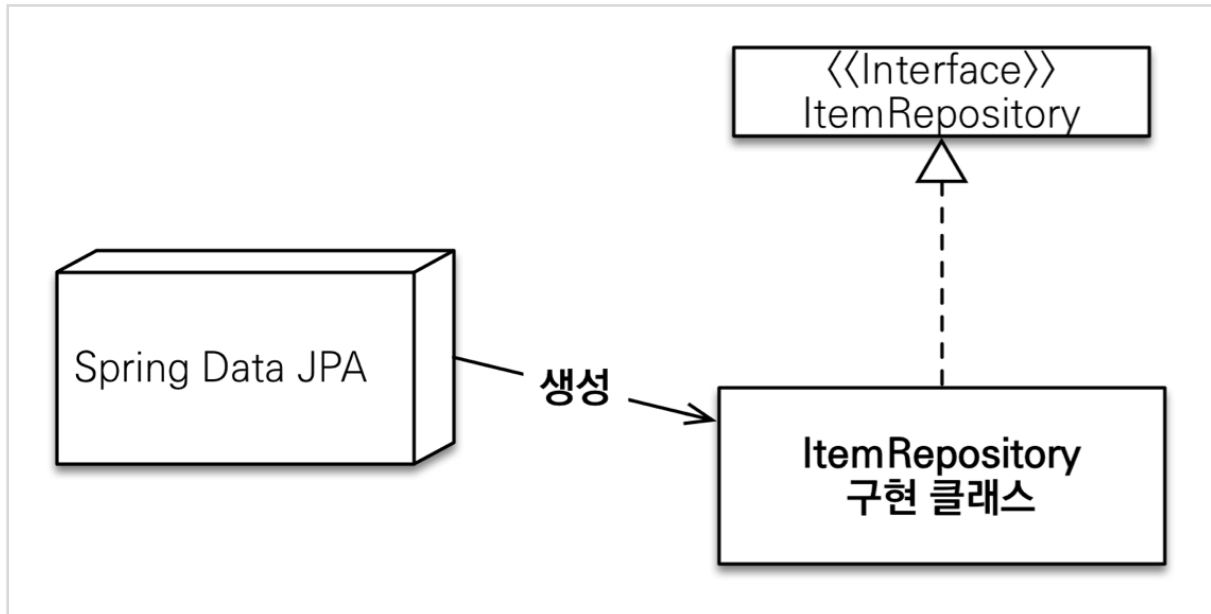 《Interface》
ItemRepository
Spring Data JPA
생성
ItemRepository
구현 클래스